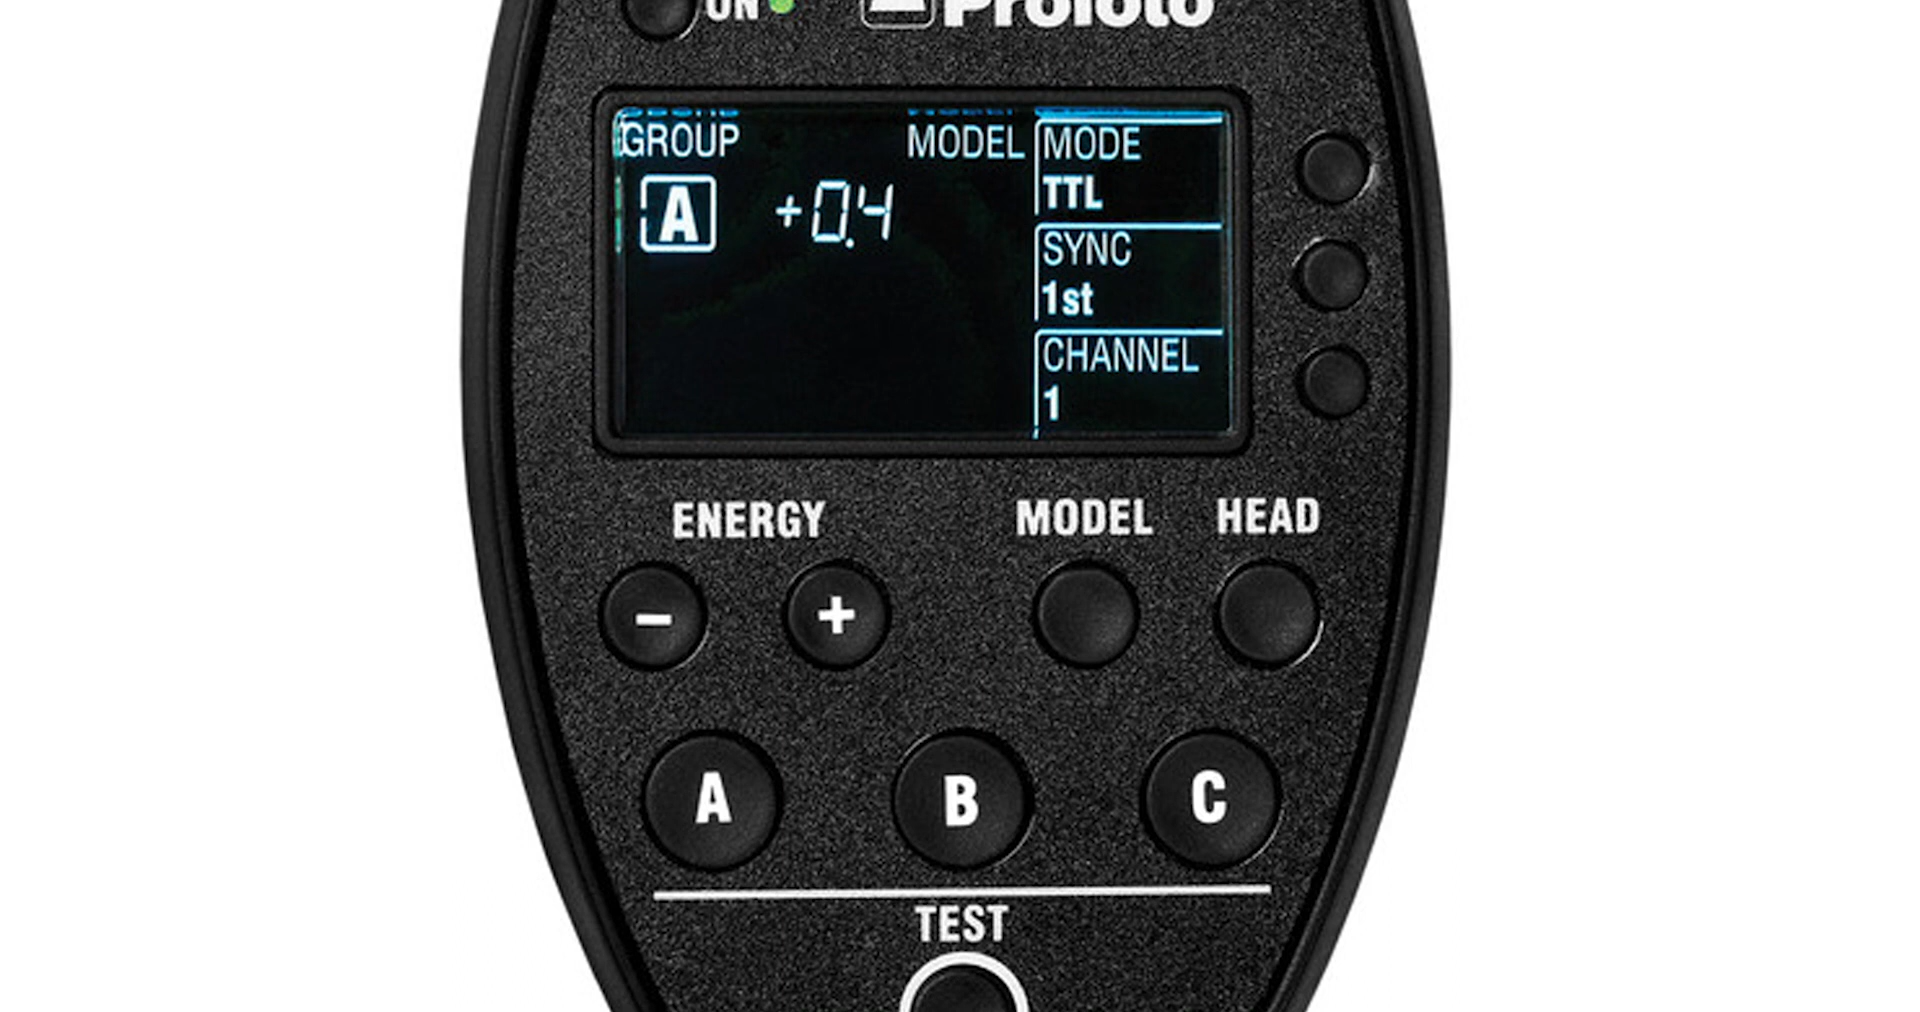 ON Profoto
GROUP MODEL MODE
A +0.4 TTL
SYNC
1st
CHANNEL
1
ENERGY MODEL HEAD
- +
A B C
TEST